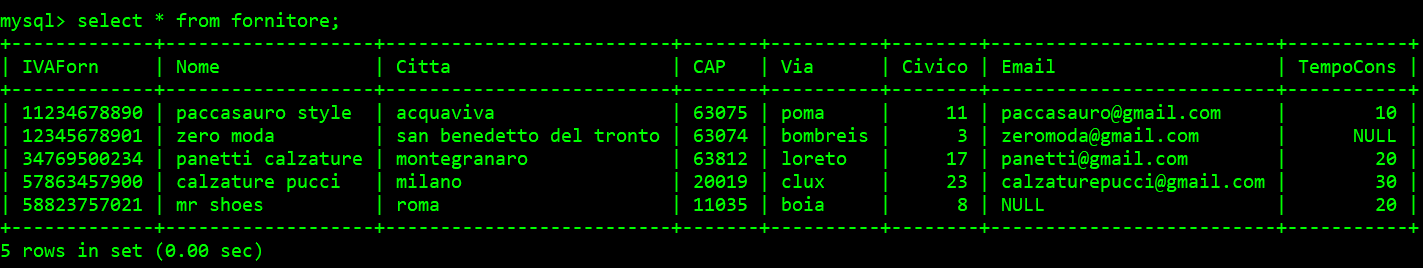 mysql> select * from fornitore;
+-------------+-------------------+--------------------------+-------+----------+--------+--------------------------+-----------+
| IVAForn     | Nome              | Citta                    | CAP   | Via      | Civico | Email                    | TempoCons |
+-------------+-------------------+--------------------------+-------+----------+--------+--------------------------+-----------+
| 11234678890 | paccasauro style  | acquaviva                | 63075 | poma     |     11 | paccasauro@gmail.com     |        10 |
| 12345678901 | zero moda         | san benedetto del tronto | 63074 | bombreis |      3 | zeromoda@gmail.com       |      NULL |
| 34769500234 | panetti calzature | montegranaro             | 63812 | loreto   |     17 | panetti@gmail.com        |        20 |
| 57863457900 | calzature pucci   | milano                   | 20019 | clux     |     23 | calzaturepucci@gmail.com |        30 |
| 58823757021 | mr shoes          | roma                     | 11035 | boia     |      8 | NULL                     |        20 |
+-------------+-------------------+--------------------------+-------+----------+--------+--------------------------+-----------+
5 rows in set (0.00 sec)